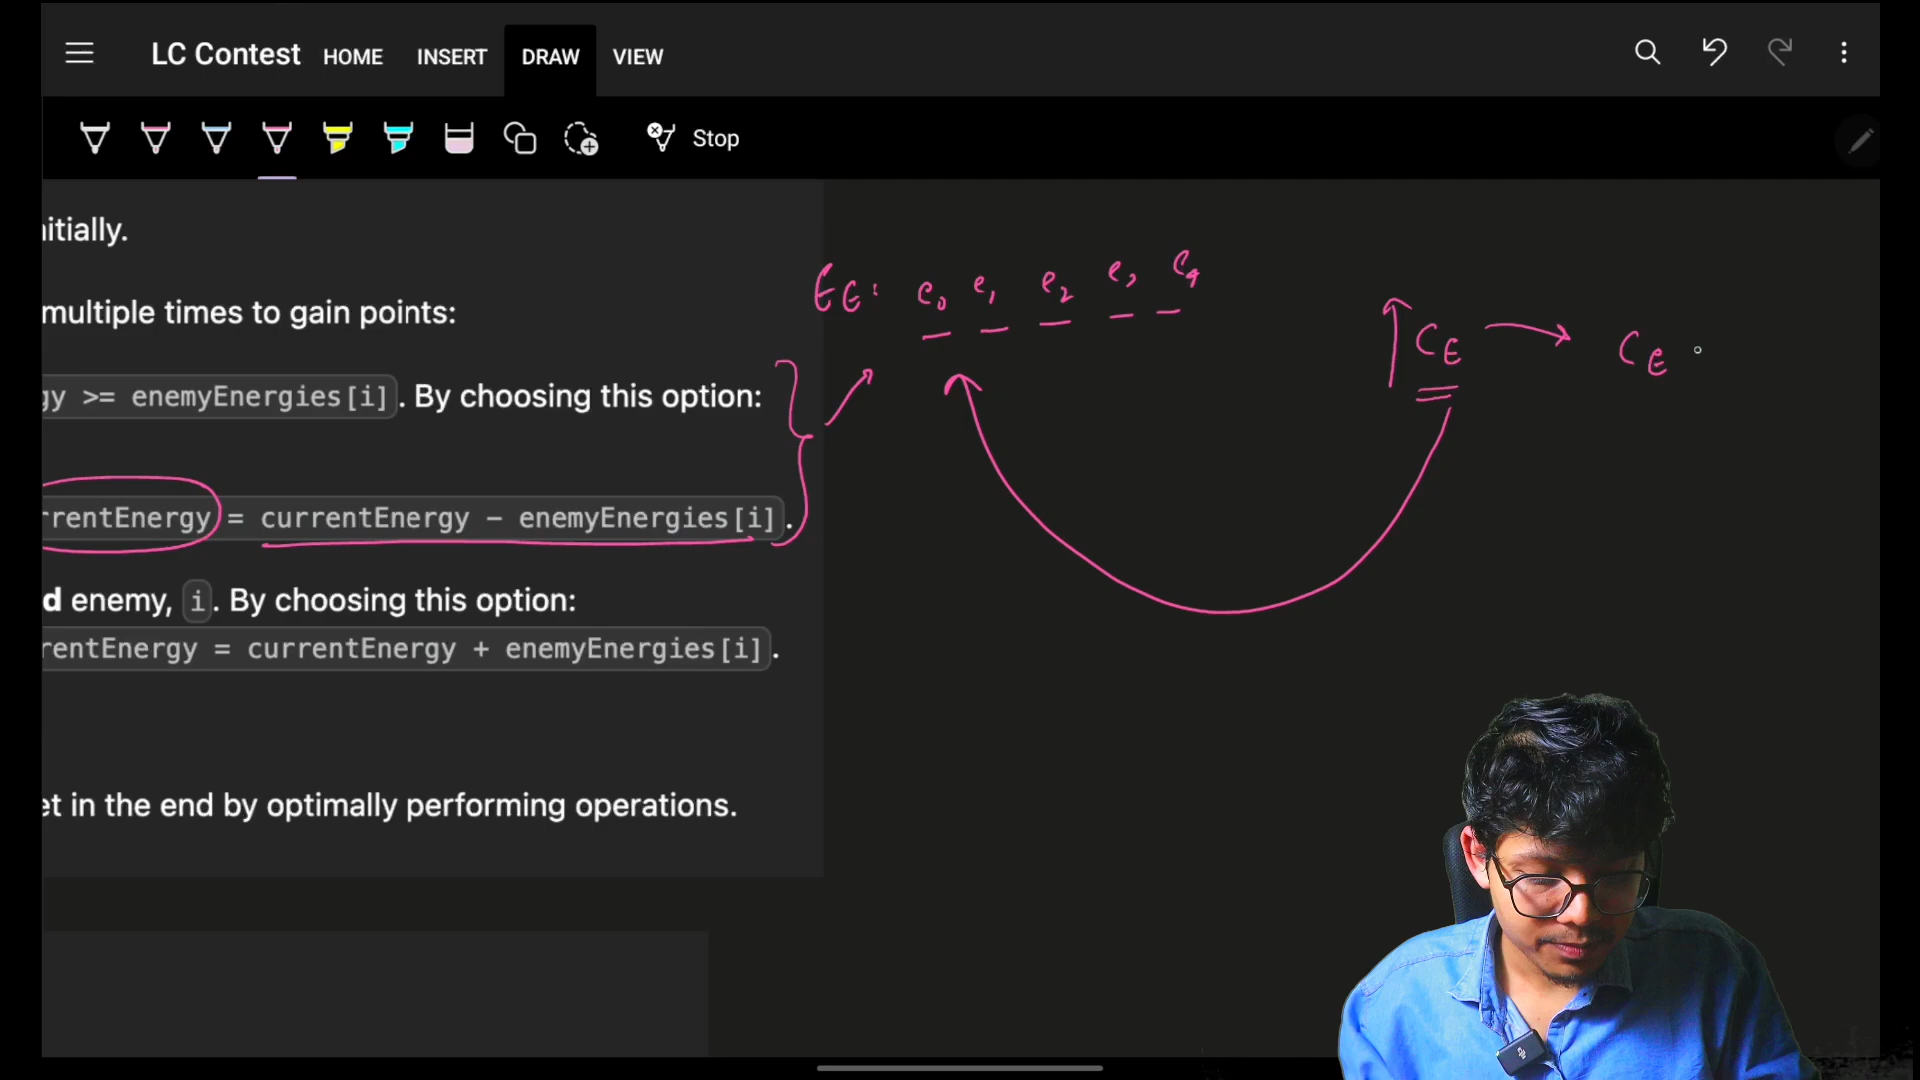 LC Contest HOME INSERT DRAW VIEW
Stop
nitially.
multiple times to gain points:
gy >= enemyEnergies[i]. By choosing this option:
rrentEnergy = currentEnergy − enemyEnergies[i].
d enemy, i. By choosing this option:
rentEnergy = currentEnergy + enemyEnergies[i].
et in the end by optimally performing operations.
EE: e0 e1 e2 e3 e4
CE → CE